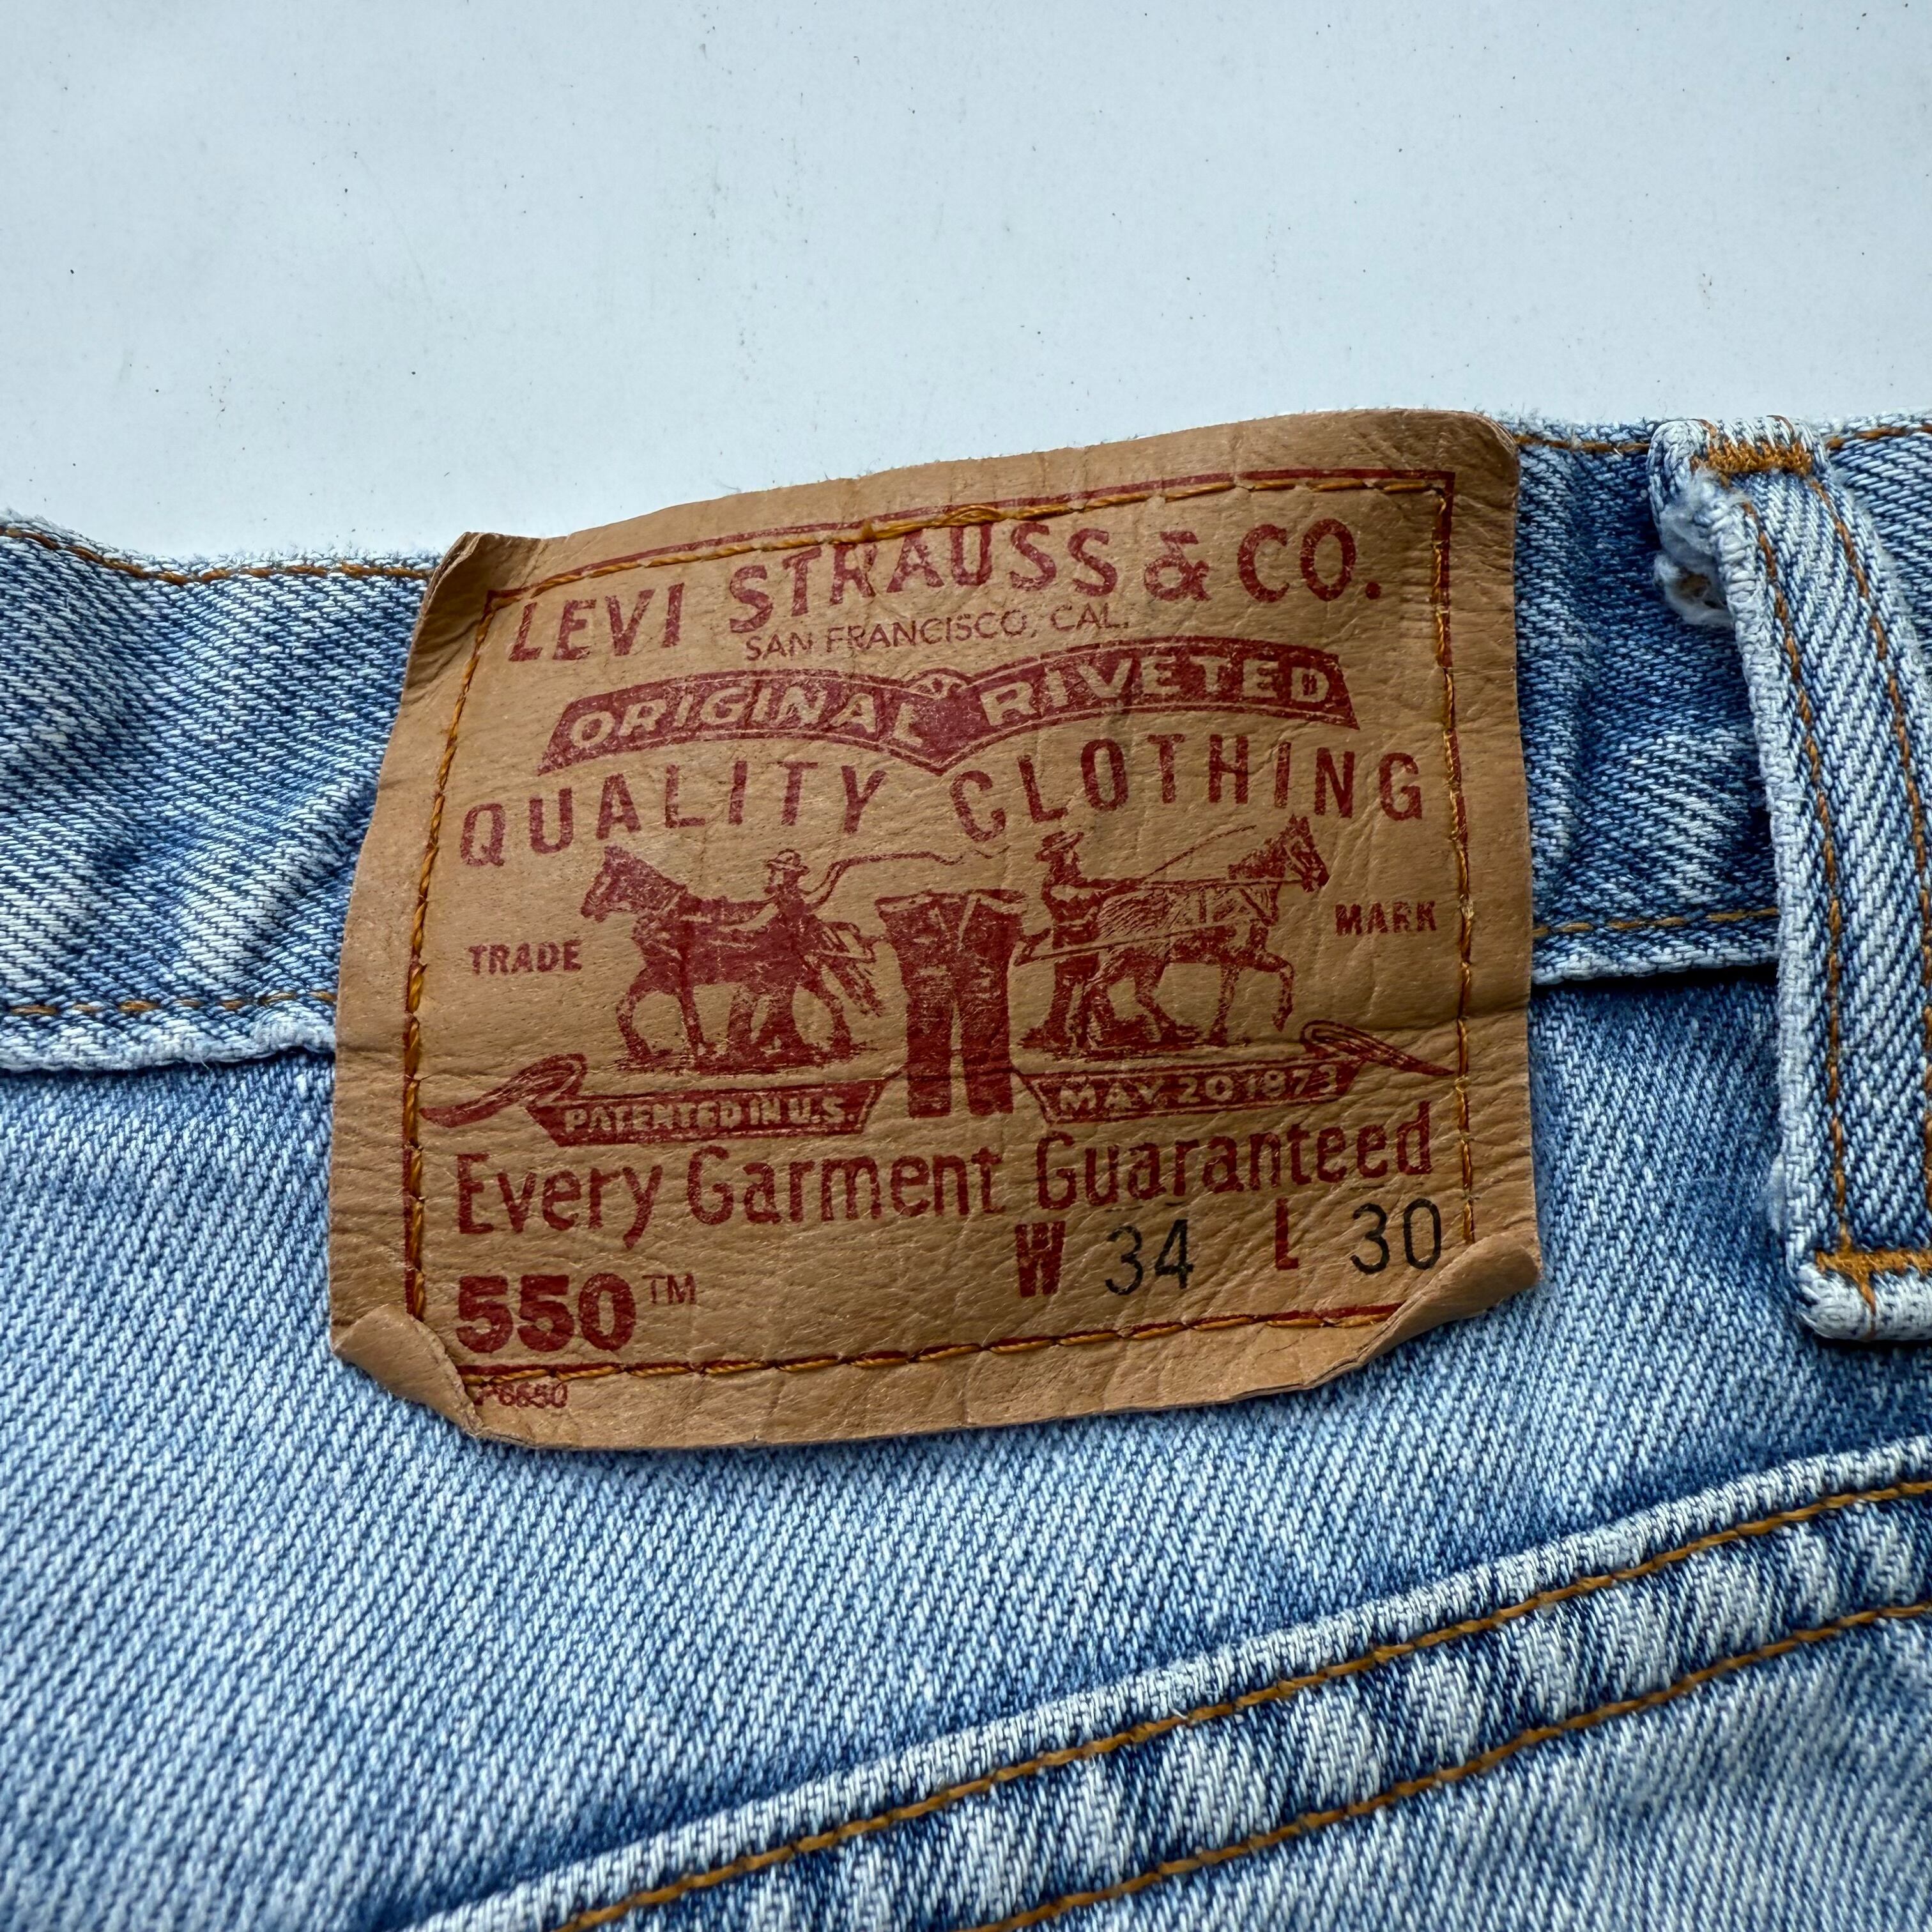 LEVI STRAUSS & CO.
SAN FRANCISCO, CAL.
ORIGINAL RIVETED
QUALITY CLOTHING
TRADE MARK
PATENTED IN U.S. MAY 20 1873
Every Garment Guaranteed
W 34 L 30
550™